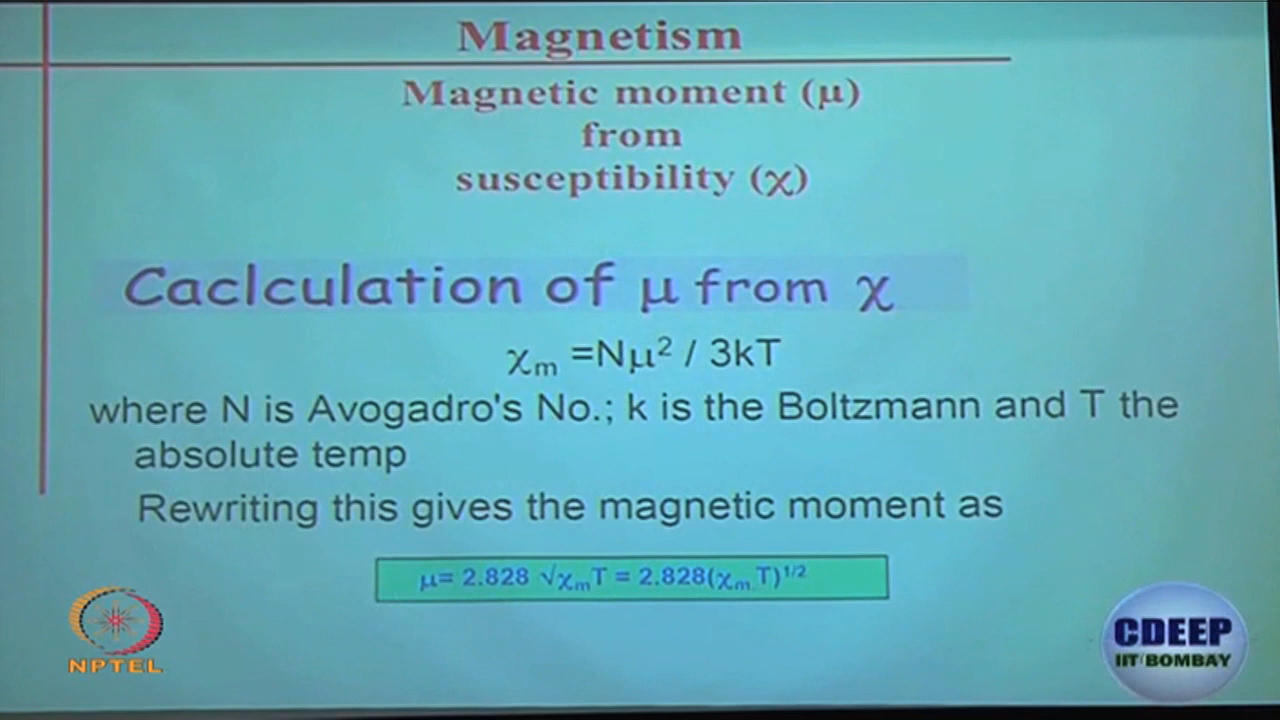 Magnetism
Magnetic moment (μ)
from
susceptibility (χ)
Caclculation of μ from χ
χₘ =Nμ² / 3kT
where N is Avogadro's No.; k is the Boltzmann and T the
absolute temp
Rewriting this gives the magnetic moment as
μ= 2.828 √χₘT = 2.828(χₘ T)¹ᐟ²
NPTEL
CDEEP
IIT BOMBAY